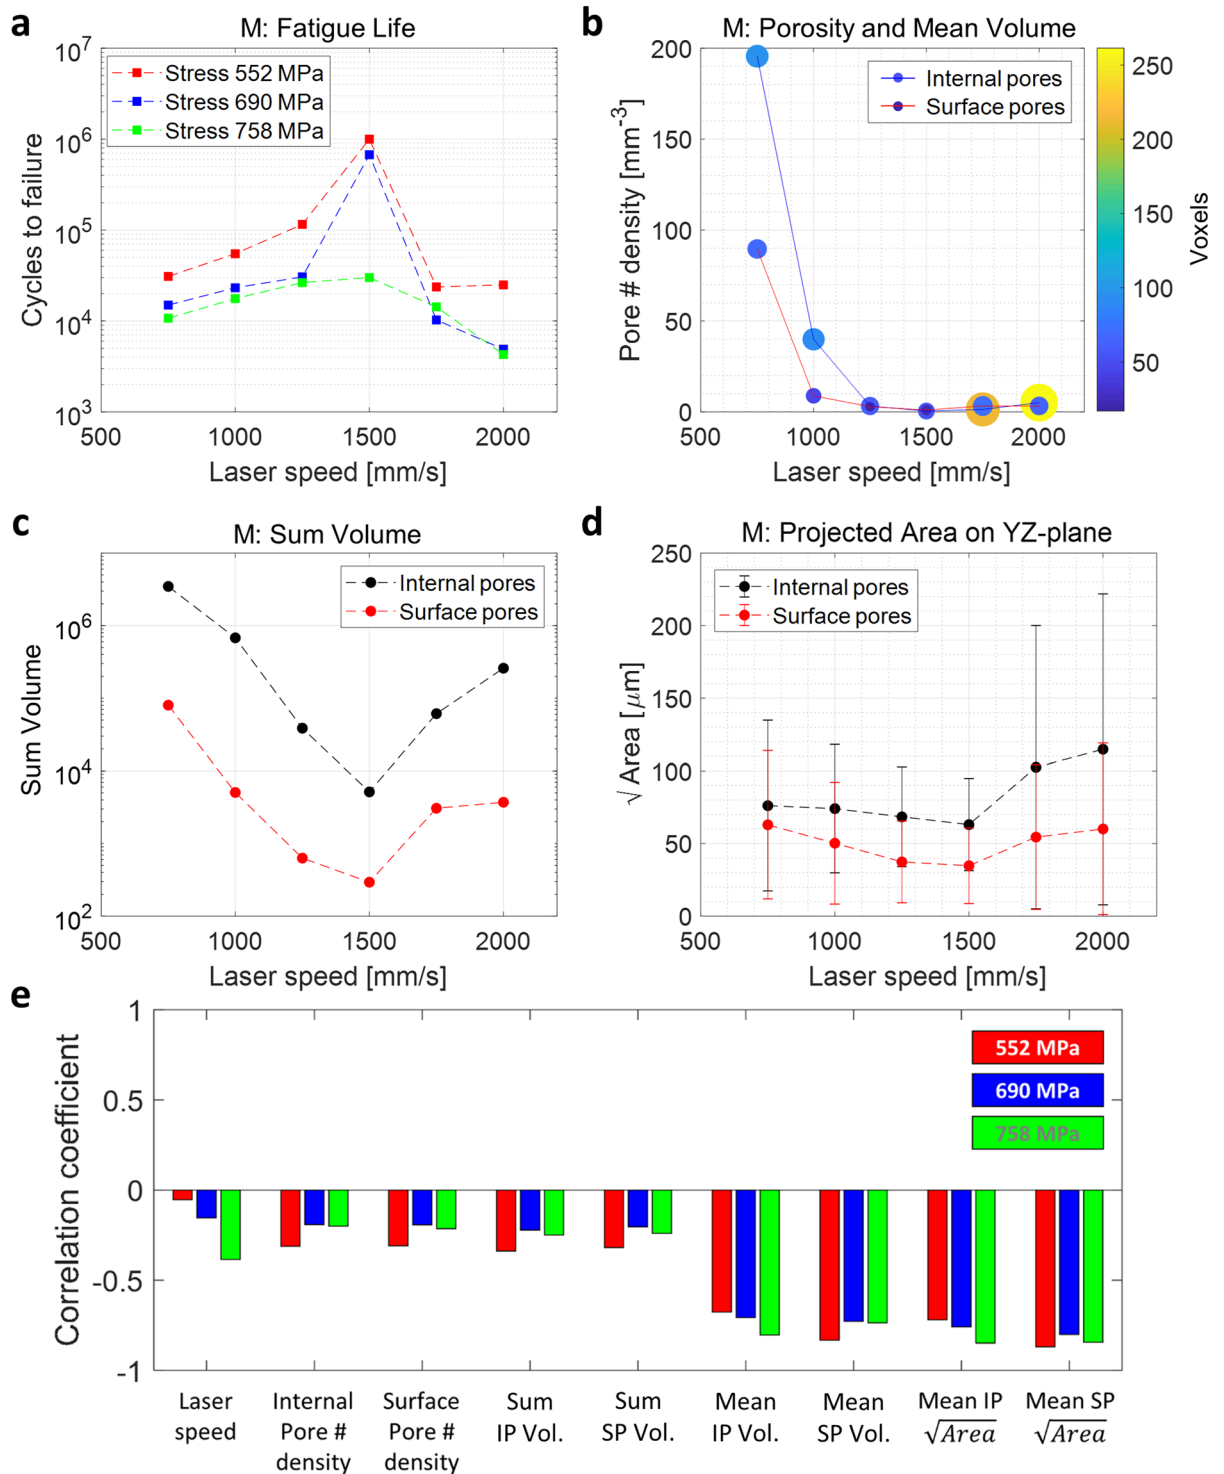 a
M: Fatigue Life
10^7
10^6
10^5
10^4
10^3
Cycles to failure
Stress 552 MPa
Stress 690 MPa
Stress 758 MPa
500 1000 1500 2000
Laser speed [mm/s]
b
M: Porosity and Mean Volume
200
150
100
50
0
Pore # density [mm^-3]
Internal pores
Surface pores
500 1000 1500 2000
Laser speed [mm/s]
250
200
150
100
50
Voxels
c
M: Sum Volume
10^6
10^4
10^2
Sum Volume
Internal pores
Surface pores
500 1000 1500 2000
Laser speed [mm/s]
d
M: Projected Area on YZ-plane
250
200
150
100
50
0
√ Area [μm]
Internal pores
Surface pores
500 1000 1500 2000
Laser speed [mm/s]
e
1
0.5
0
-0.5
-1
Correlation coefficient
552 MPa
690 MPa
758 MPa
Laser
speed
Internal
Pore #
density
Surface
Pore #
density
Sum
IP Vol.
Sum
SP Vol.
Mean
IP Vol.
Mean
SP Vol.
Mean IP
√Area
Mean SP
√Area